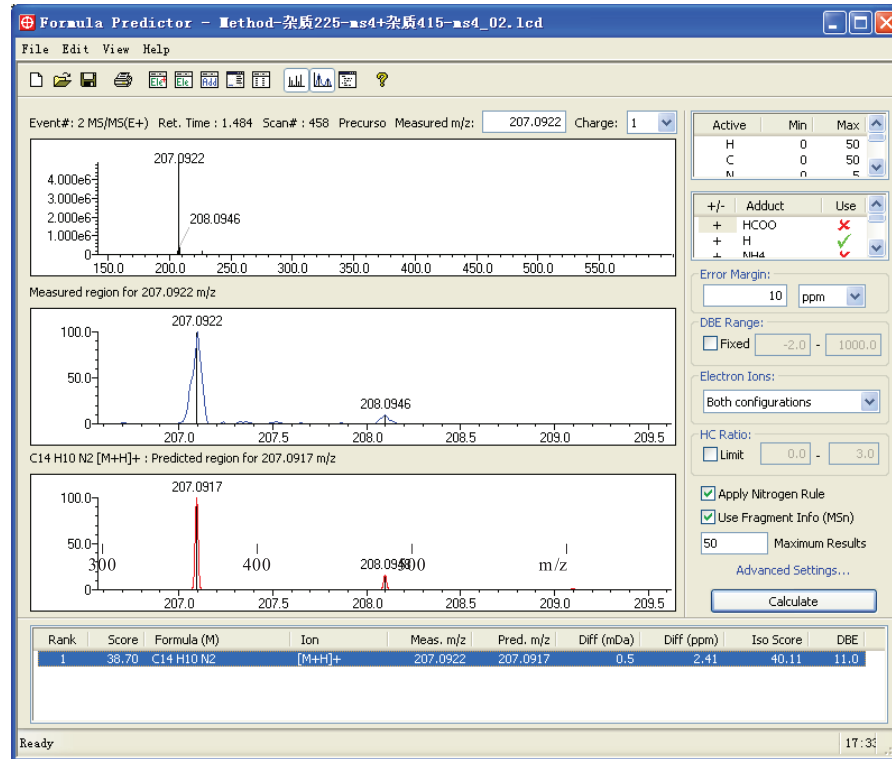 Formula Predictor - Method-杂质225-ms4+杂质415-ms4_02.lcd
File Edit View Help
Event#: 2 MS/MS(E+) Ret. Time : 1.484 Scan# : 458 Precurso Measured m/z: 207.0922 Charge: 1
207.0922
4.000e6
3.000e6
2.000e6
208.0946
1.000e6
0
150.0 200.0 250.0 300.0 350.0 400.0 450.0 500.0 550.0
Measured region for 207.0922 m/z
207.0922
100.0
50.0
208.0946
0
207.0 207.5 208.0 208.5 209.0 209.5
C14 H10 N2 [M+H]+ : Predicted region for 207.0917 m/z
207.0917
100.0
50.0
300 400 500 m/z
0
207.0 207.5 208.0 208.5 209.0 209.5
Active Min Max
H 0 50
C 0 50
N 0 5
+/- Adduct Use
+ HCOO
+ H
+ NH4
Error Margin:
10 ppm
DBE Range:
Fixed -2.0 - 1000.0
Electron Ions:
Both configurations
HC Ratio:
Limit 0.0 - 3.0
Apply Nitrogen Rule
Use Fragment Info (MSn)
50 Maximum Results
Advanced Settings...
Calculate
Rank Score Formula (M) Ion Meas. m/z Pred. m/z Diff (mDa) Diff (ppm) Iso Score DBE
1 38.70 C14 H10 N2 [M+H]+ 207.0922 207.0917 0.5 2.41 40.11 11.0
Ready 17:33